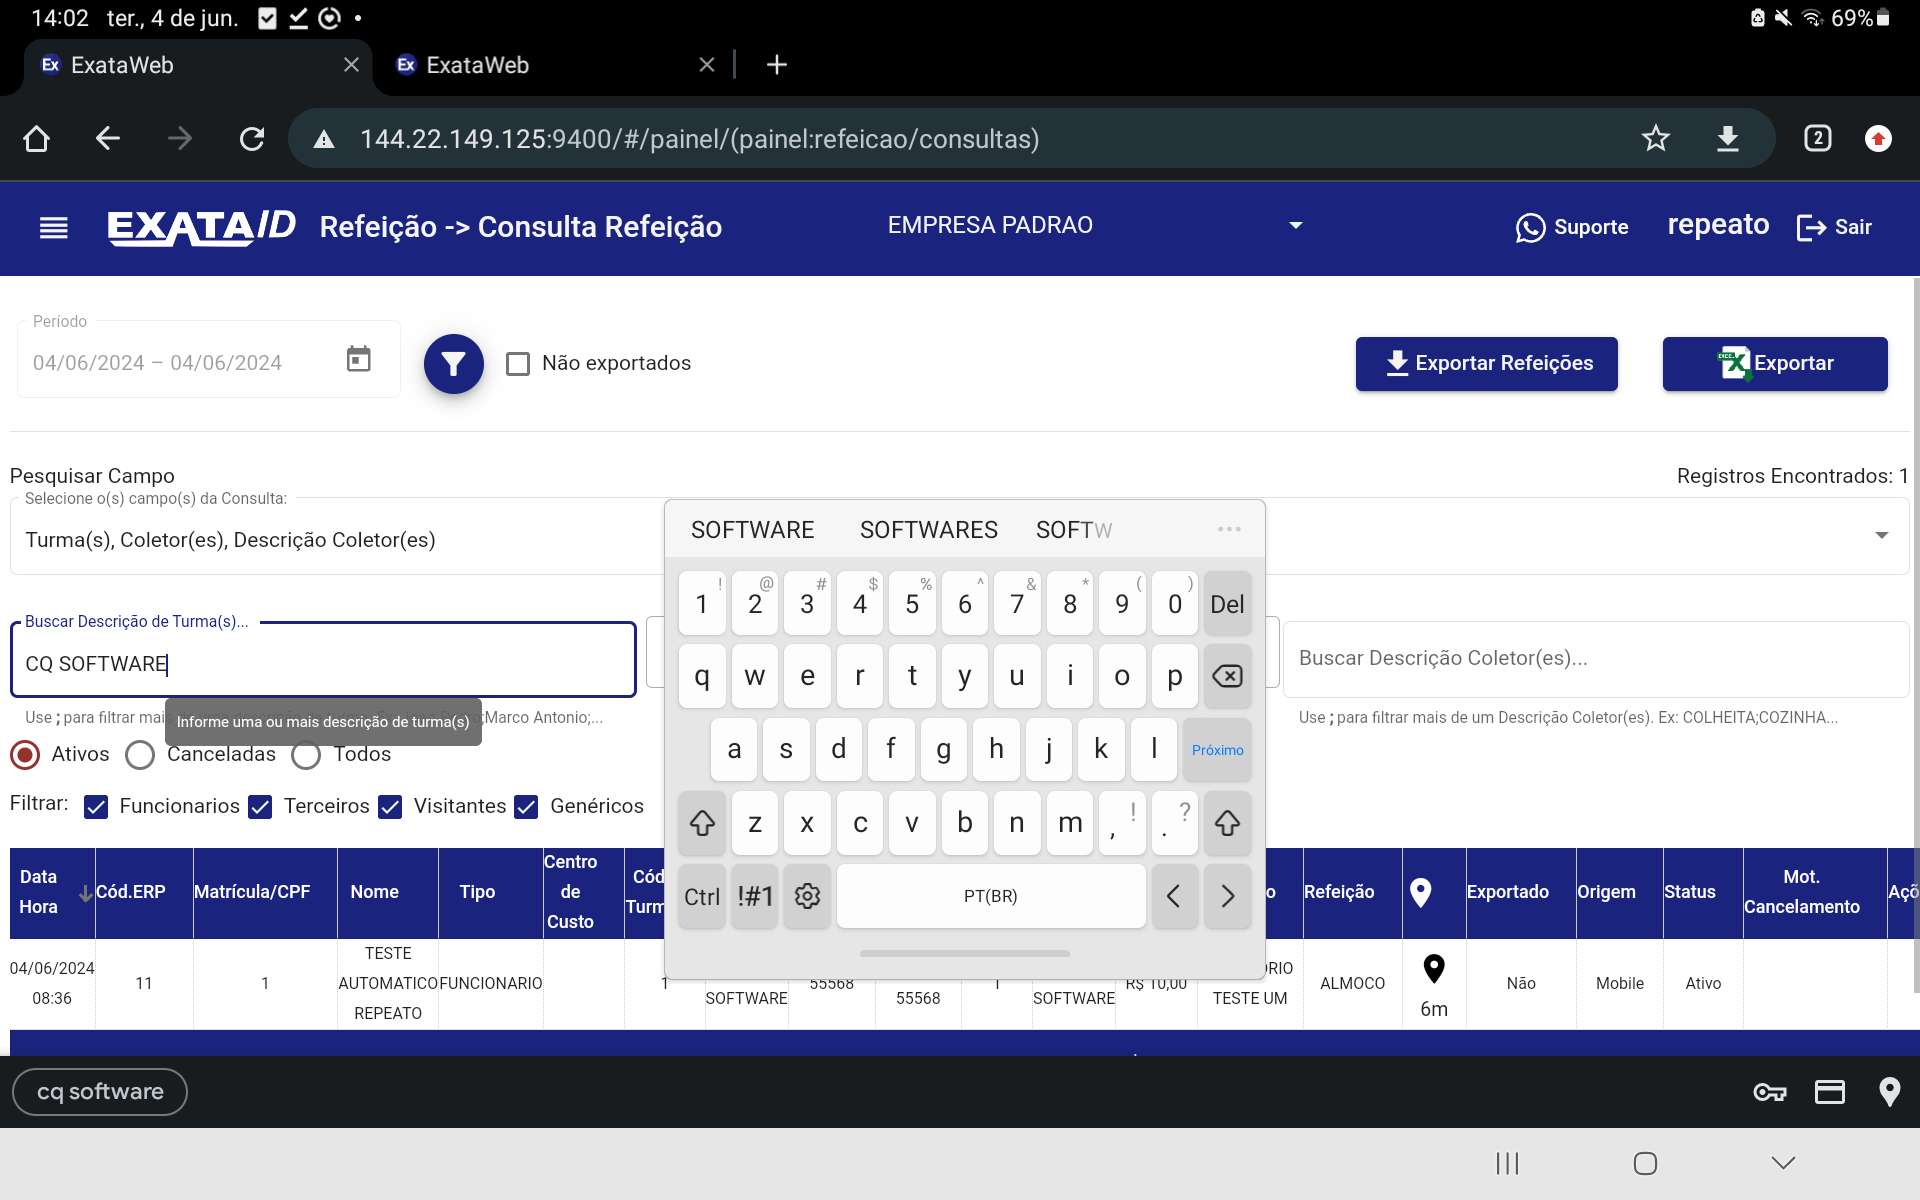 14:02 ter., 4 de jun.
69%
Ex ExataWeb
Ex ExataWeb
144.22.149.125:9400/#/painel/(painel:refeicao/consultas)
2
EXATA/ID Refeição -> Consulta Refeição
EMPRESA PADRAO
Suporte
repeato
Sair
Período
04/06/2024 – 04/06/2024
Não exportados
Exportar Refeições
Exportar
Pesquisar Campo
Registros Encontrados: 1
Selecione o(s) campo(s) da Consulta:
Turma(s), Coletor(es), Descrição Coletor(es)
Buscar Descrição de Turma(s)...
CQ SOFTWARE
Buscar Descrição Coletor(es)...
Use ; para filtrar mai
;Marco Antonio;...
Informe uma ou mais descrição de turma(s)
Use ; para filtrar mais de um Descrição Coletor(es). Ex: COLHEITA;COZINHA...
Ativos Canceladas Todos
Filtrar: Funcionarios Terceiros Visitantes Genéricos
SOFTWARE SOFTWARES SOFTW ...
! @ # $ % ^ & * ( )
1 2 3 4 5 6 7 8 9 0 Del
q w e r t y u i o p
a s d f g h j k l Próximo
z x c v b n m , ! . ?
Ctrl !#1 PT(BR) < >
Data Hora
Cód.ERP
Matrícula/CPF
Nome
Tipo
Centro de Custo
Cód
Turm
o
Refeição
Exportado
Origem
Status
Mot. Cancelamento
Açõ
04/06/2024 08:36
11
1
TESTE AUTOMATICO REPEATO
FUNCIONARIO
1
SOFTWARE
55568
55568
1
SOFTWARE
R$ 10,00
RIO
TESTE UM
ALMOCO
6m
Não
Mobile
Ativo
cq software